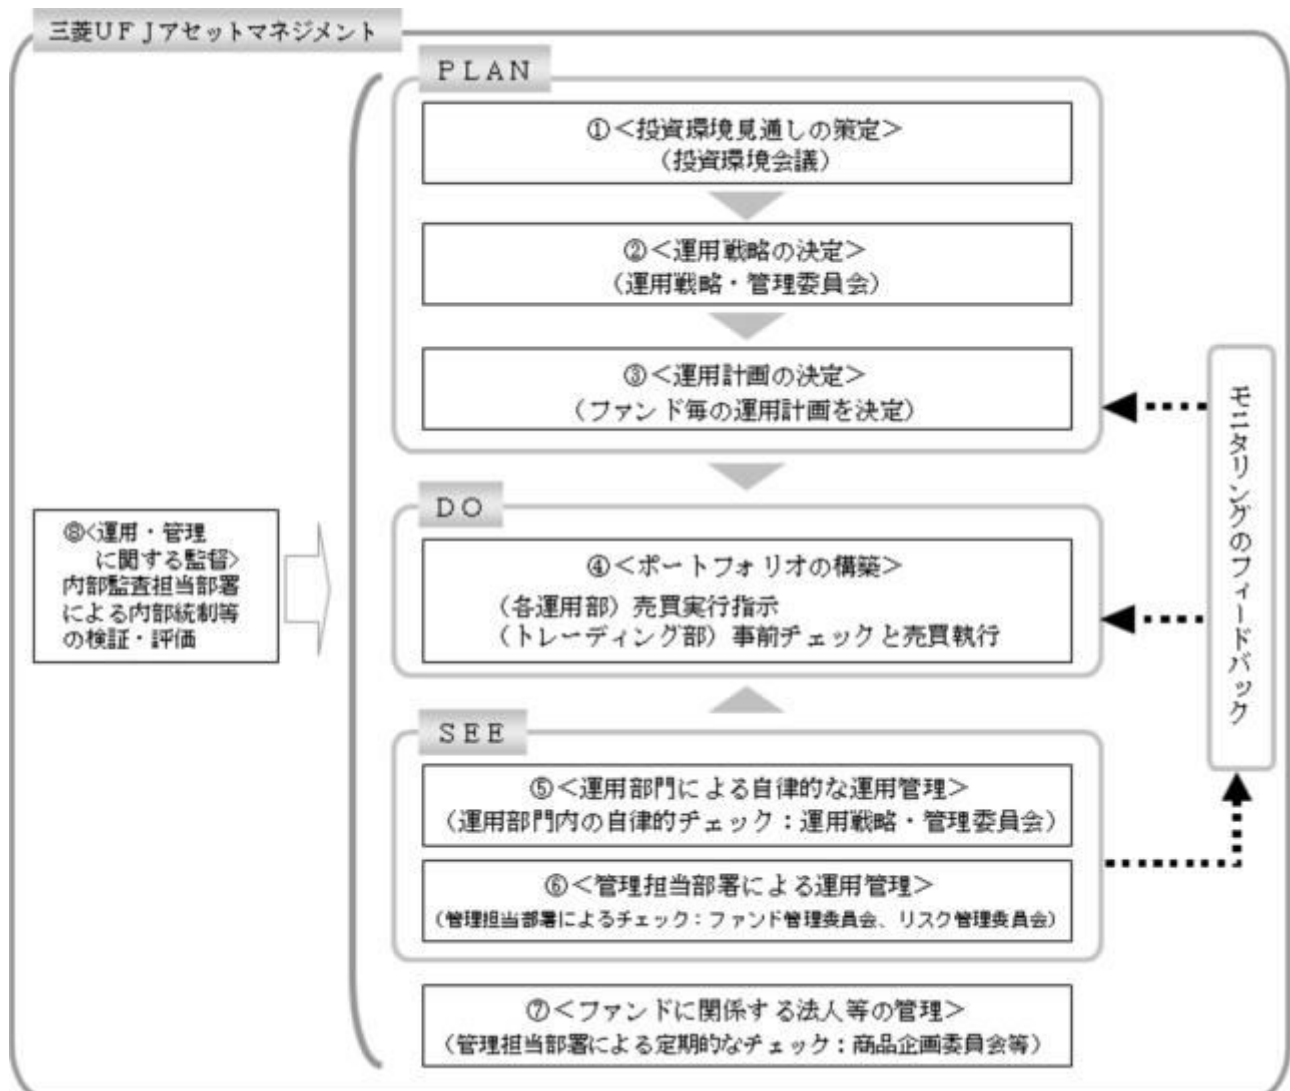 三菱ＵＦＪアセットマネジメント
ＰＬＡＮ
①＜投資環境見通しの策定＞
（投資環境会議）
②＜運用戦略の決定＞
（運用戦略・管理委員会）
③＜運用計画の決定＞
（ファンド毎の運用計画を決定）
ＤＯ
④＜ポートフォリオの構築＞
（各運用部）売買実行指示
（トレーディング部）事前チェックと売買執行
ＳＥＥ
⑤＜運用部門による自律的な運用管理＞
（運用部門内の自律的チェック：運用戦略・管理委員会）
⑥＜管理担当部署による運用管理＞
（管理担当部署によるチェック：ファンド管理委員会、リスク管理委員会）
⑦＜ファンドに関係する法人等の管理＞
（管理担当部署による定期的なチェック：商品企画委員会等）
⑧＜運用・管理
に関する監督＞
内部監査担当部署
による内部統制等
の検証・評価
モニタリングのフィードバック